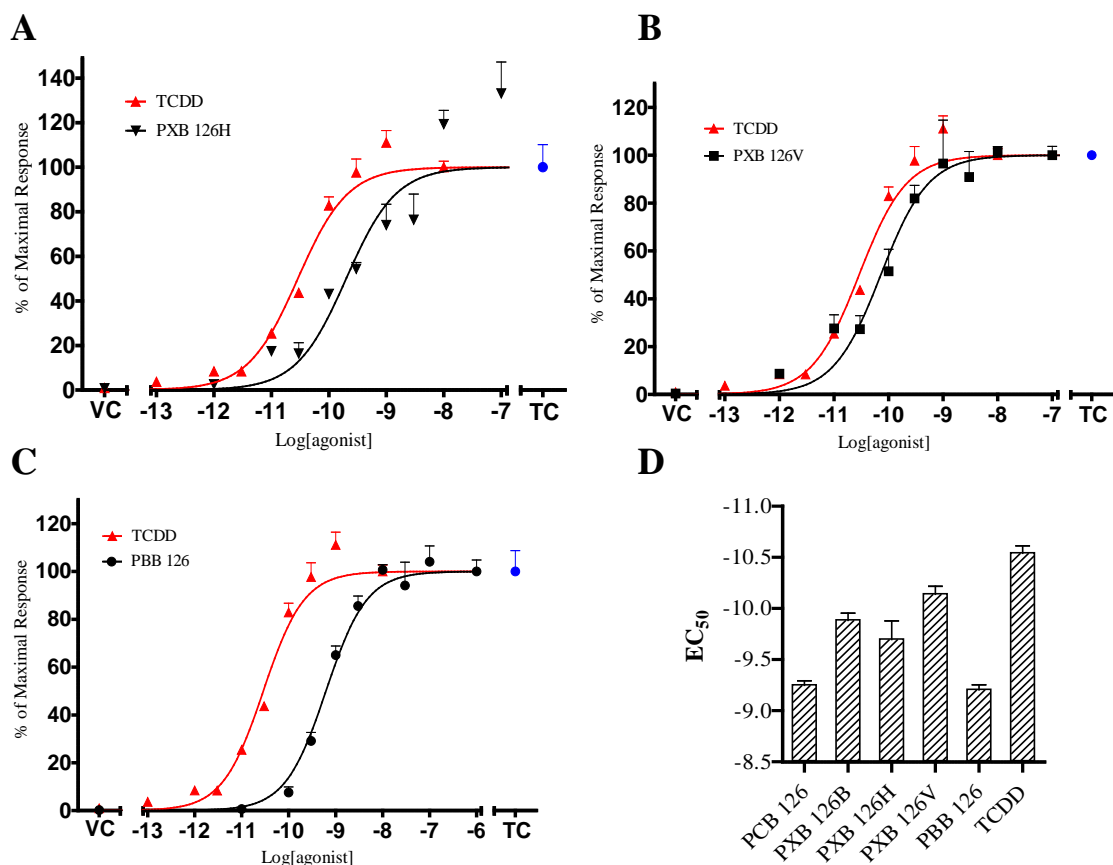 A
% of Maximal Response
140
120
100
80
60
40
20
0
TCDD
PXB 126H
VC -13 -12 -11 -10 -9 -8 -7 TC
Log[agonist]
B
% of Maximal Response
120
100
80
60
40
20
0
TCDD
PXB 126V
VC -13 -12 -11 -10 -9 -8 -7 TC
Log[agonist]
C
% of Maximal Response
120
100
80
60
40
20
0
TCDD
PBB 126
VC -13 -12 -11 -10 -9 -8 -7 -6 TC
Log[agonist]
D
EC50
-11.0
-10.5
-10.0
-9.5
-9.0
-8.5
PCB 126
PXB 126B
PXB 126H
PXB 126V
PBB 126
TCDD